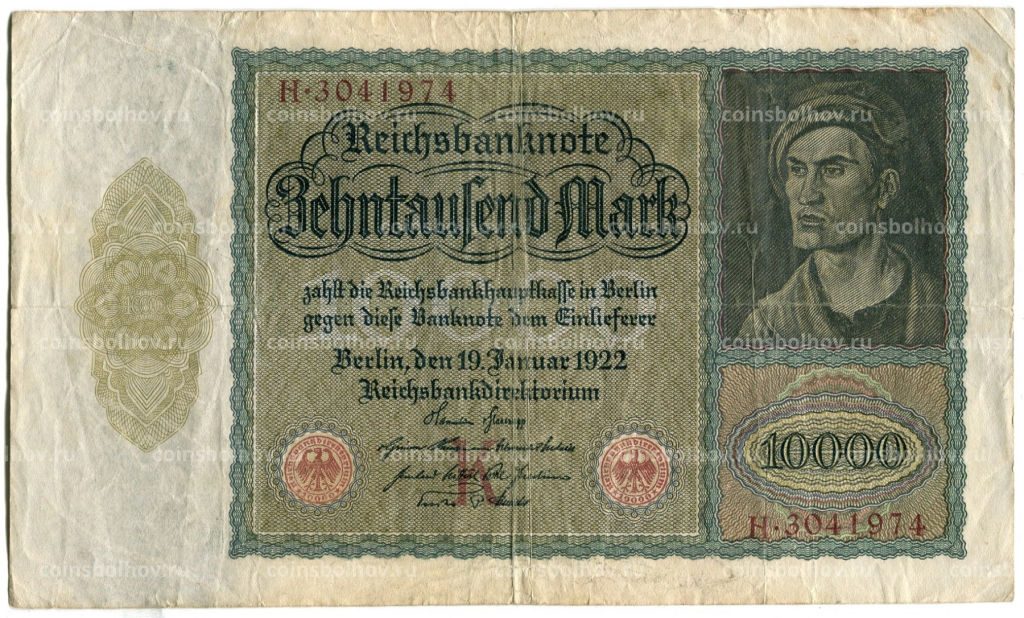 H·3041974
Reichsbanknote
Zehntausend Mark
zahlt die Reichsbankhauptkasse in Berlin
gegen diese Banknote dem Einlieferer
Berlin, den 19. Januar 1922
Reichsbankdirektorium
K
10000
H·3041974
coinsbolhov.ru